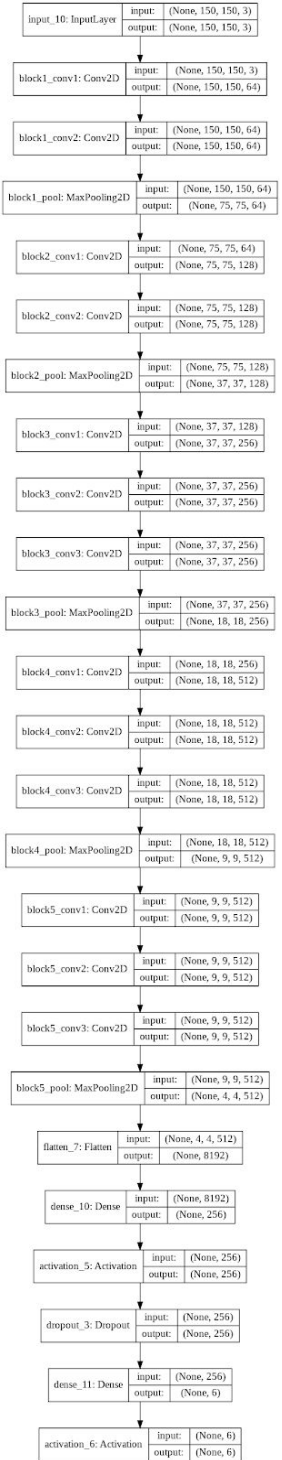 input_10: InputLayer input: (None, 150, 150, 3)
output: (None, 150, 150, 3)
block1_conv1: Conv2D input: (None, 150, 150, 3)
output: (None, 150, 150, 64)
block1_conv2: Conv2D input: (None, 150, 150, 64)
output: (None, 150, 150, 64)
block1_pool: MaxPooling2D input: (None, 150, 150, 64)
output: (None, 75, 75, 64)
block2_conv1: Conv2D input: (None, 75, 75, 64)
output: (None, 75, 75, 128)
block2_conv2: Conv2D input: (None, 75, 75, 128)
output: (None, 75, 75, 128)
block2_pool: MaxPooling2D input: (None, 75, 75, 128)
output: (None, 37, 37, 128)
block3_conv1: Conv2D input: (None, 37, 37, 128)
output: (None, 37, 37, 256)
block3_conv2: Conv2D input: (None, 37, 37, 256)
output: (None, 37, 37, 256)
block3_conv3: Conv2D input: (None, 37, 37, 256)
output: (None, 37, 37, 256)
block3_pool: MaxPooling2D input: (None, 37, 37, 256)
output: (None, 18, 18, 256)
block4_conv1: Conv2D input: (None, 18, 18, 256)
output: (None, 18, 18, 512)
block4_conv2: Conv2D input: (None, 18, 18, 512)
output: (None, 18, 18, 512)
block4_conv3: Conv2D input: (None, 18, 18, 512)
output: (None, 18, 18, 512)
block4_pool: MaxPooling2D input: (None, 18, 18, 512)
output: (None, 9, 9, 512)
block5_conv1: Conv2D input: (None, 9, 9, 512)
output: (None, 9, 9, 512)
block5_conv2: Conv2D input: (None, 9, 9, 512)
output: (None, 9, 9, 512)
block5_conv3: Conv2D input: (None, 9, 9, 512)
output: (None, 9, 9, 512)
block5_pool: MaxPooling2D input: (None, 9, 9, 512)
output: (None, 4, 4, 512)
flatten_7: Flatten input: (None, 4, 4, 512)
output: (None, 8192)
dense_10: Dense input: (None, 8192)
output: (None, 256)
activation_5: Activation input: (None, 256)
output: (None, 256)
dropout_3: Dropout input: (None, 256)
output: (None, 256)
dense_11: Dense input: (None, 256)
output: (None, 6)
activation_6: Activation input: (None, 6)
output: (None, 6)